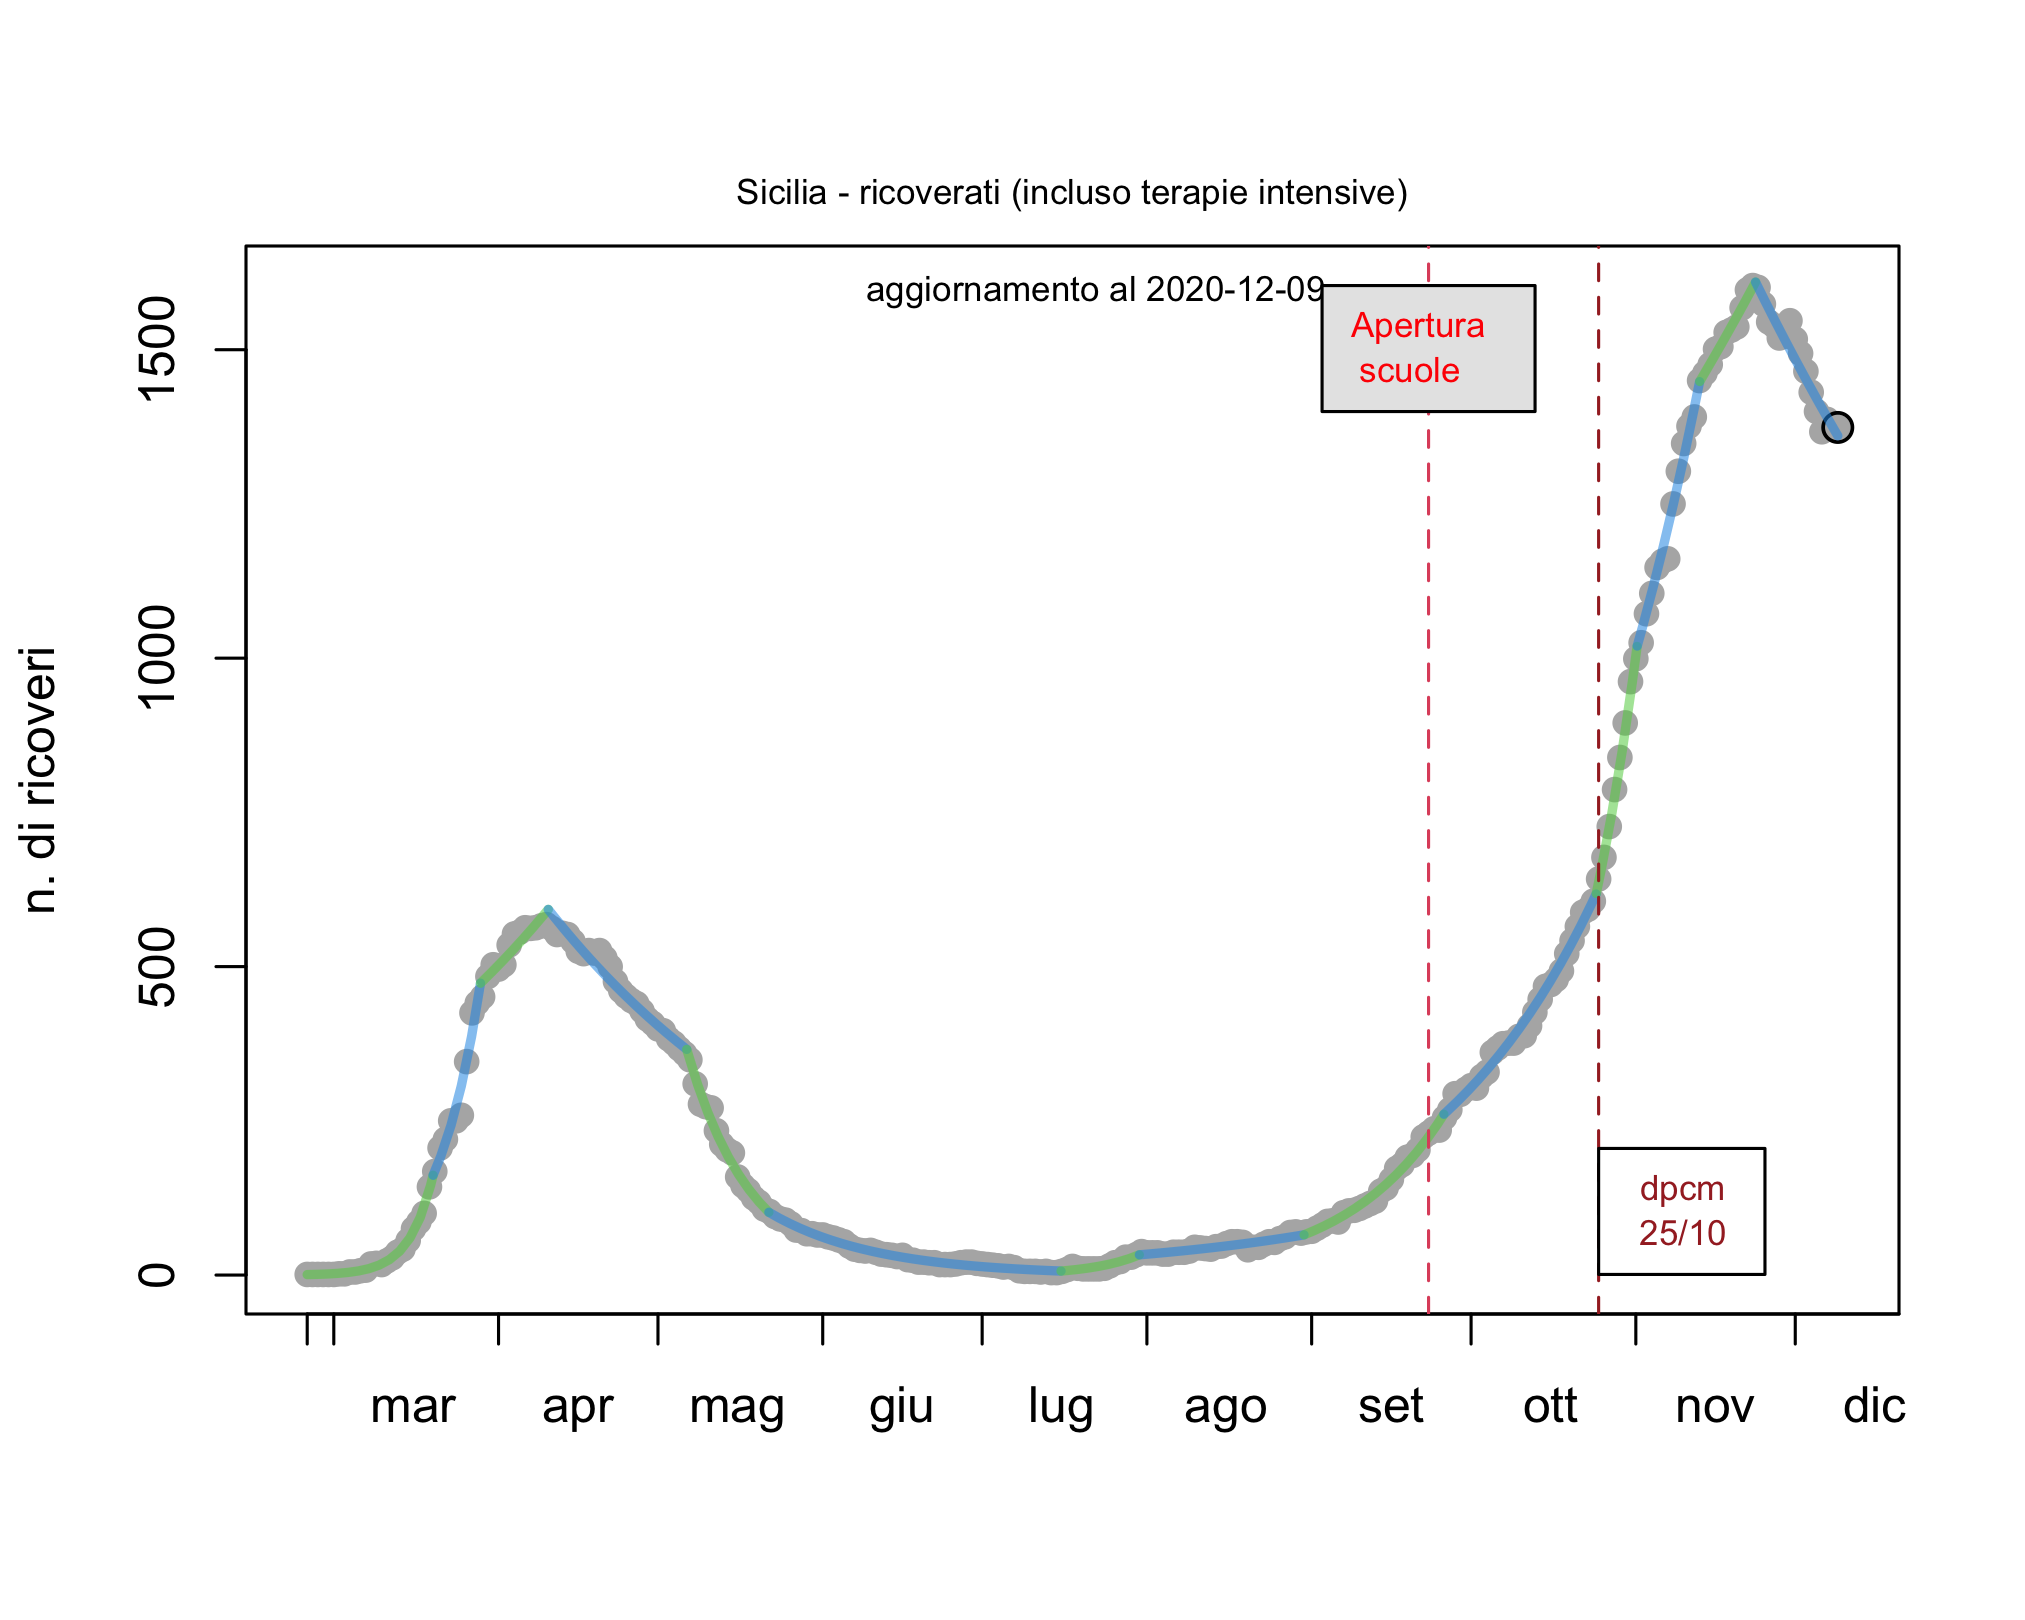 Sicilia - ricoverati (incluso terapie intensive)
aggiornamento al 2020-12-09
Apertura
scuole
1500
1000
500
0
n. di ricoveri
dpcm
25/10
mar apr mag giu lug ago set ott nov dic